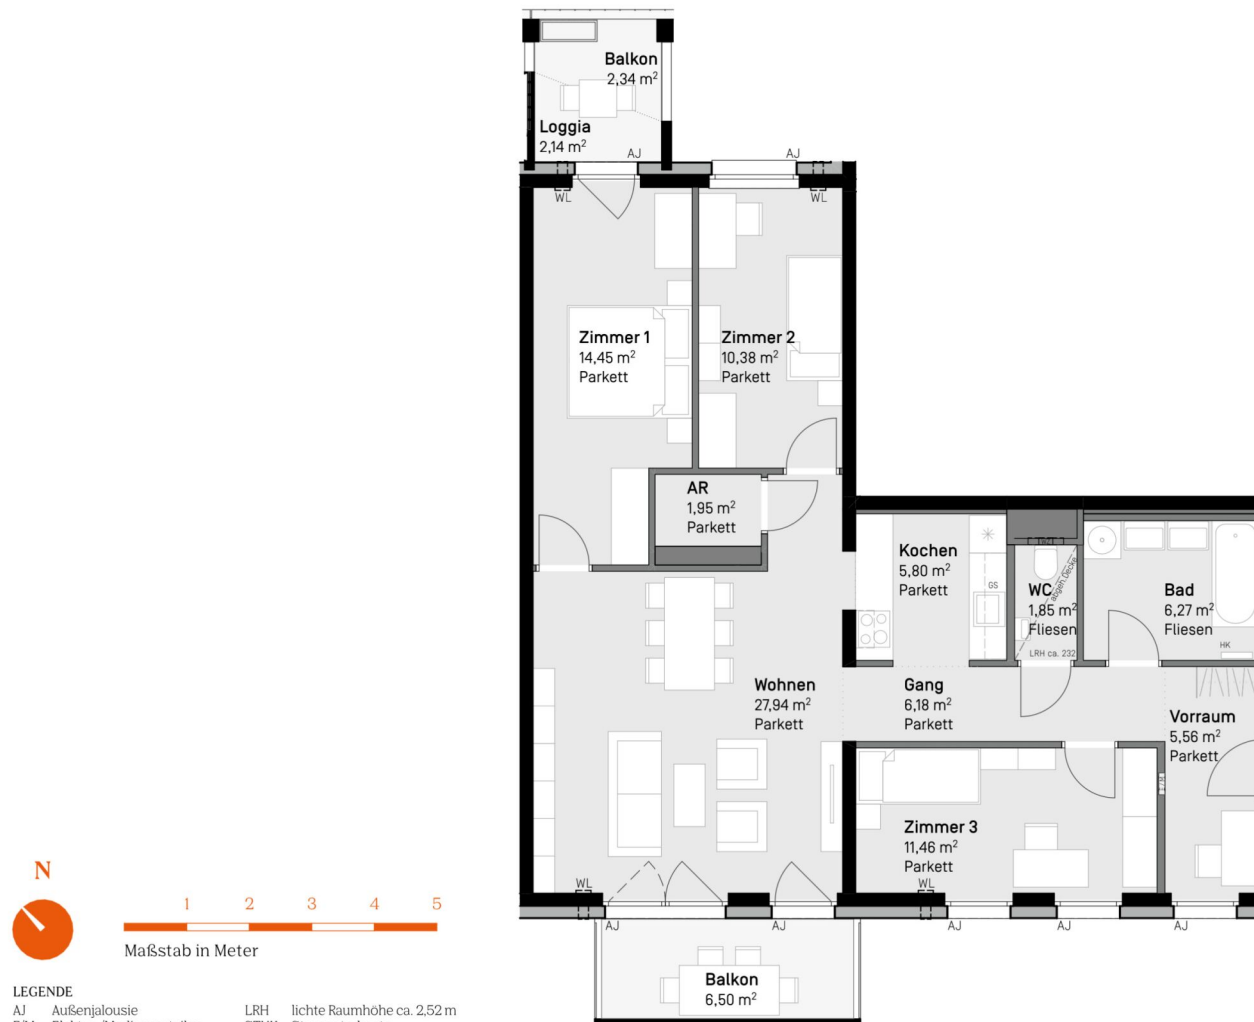 Balkon
2,34 m²
Loggia
2,14 m²
AJ
AJ
WL
WL
Zimmer 1
14,45 m²
Parkett
Zimmer 2
10,38 m²
Parkett
AR
1,95 m²
Parkett
Kochen
5,80 m²
Parkett
GS
WC
1,85 m²
Fliesen
abgeh.Decke
LRH ca. 232
Bad
6,27 m²
Fliesen
HK
Wohnen
27,94 m²
Parkett
Gang
6,18 m²
Parkett
Vorraum
5,56 m²
Parkett
Zimmer 3
11,46 m²
Parkett
WL
WL
AJ
AJ
AJ
AJ
AJ
Balkon
6,50 m²
N
1 2 3 4 5
Maßstab in Meter
LEGENDE
AJ Außenjalousie LRH lichte Raumhöhe ca. 2,52 m